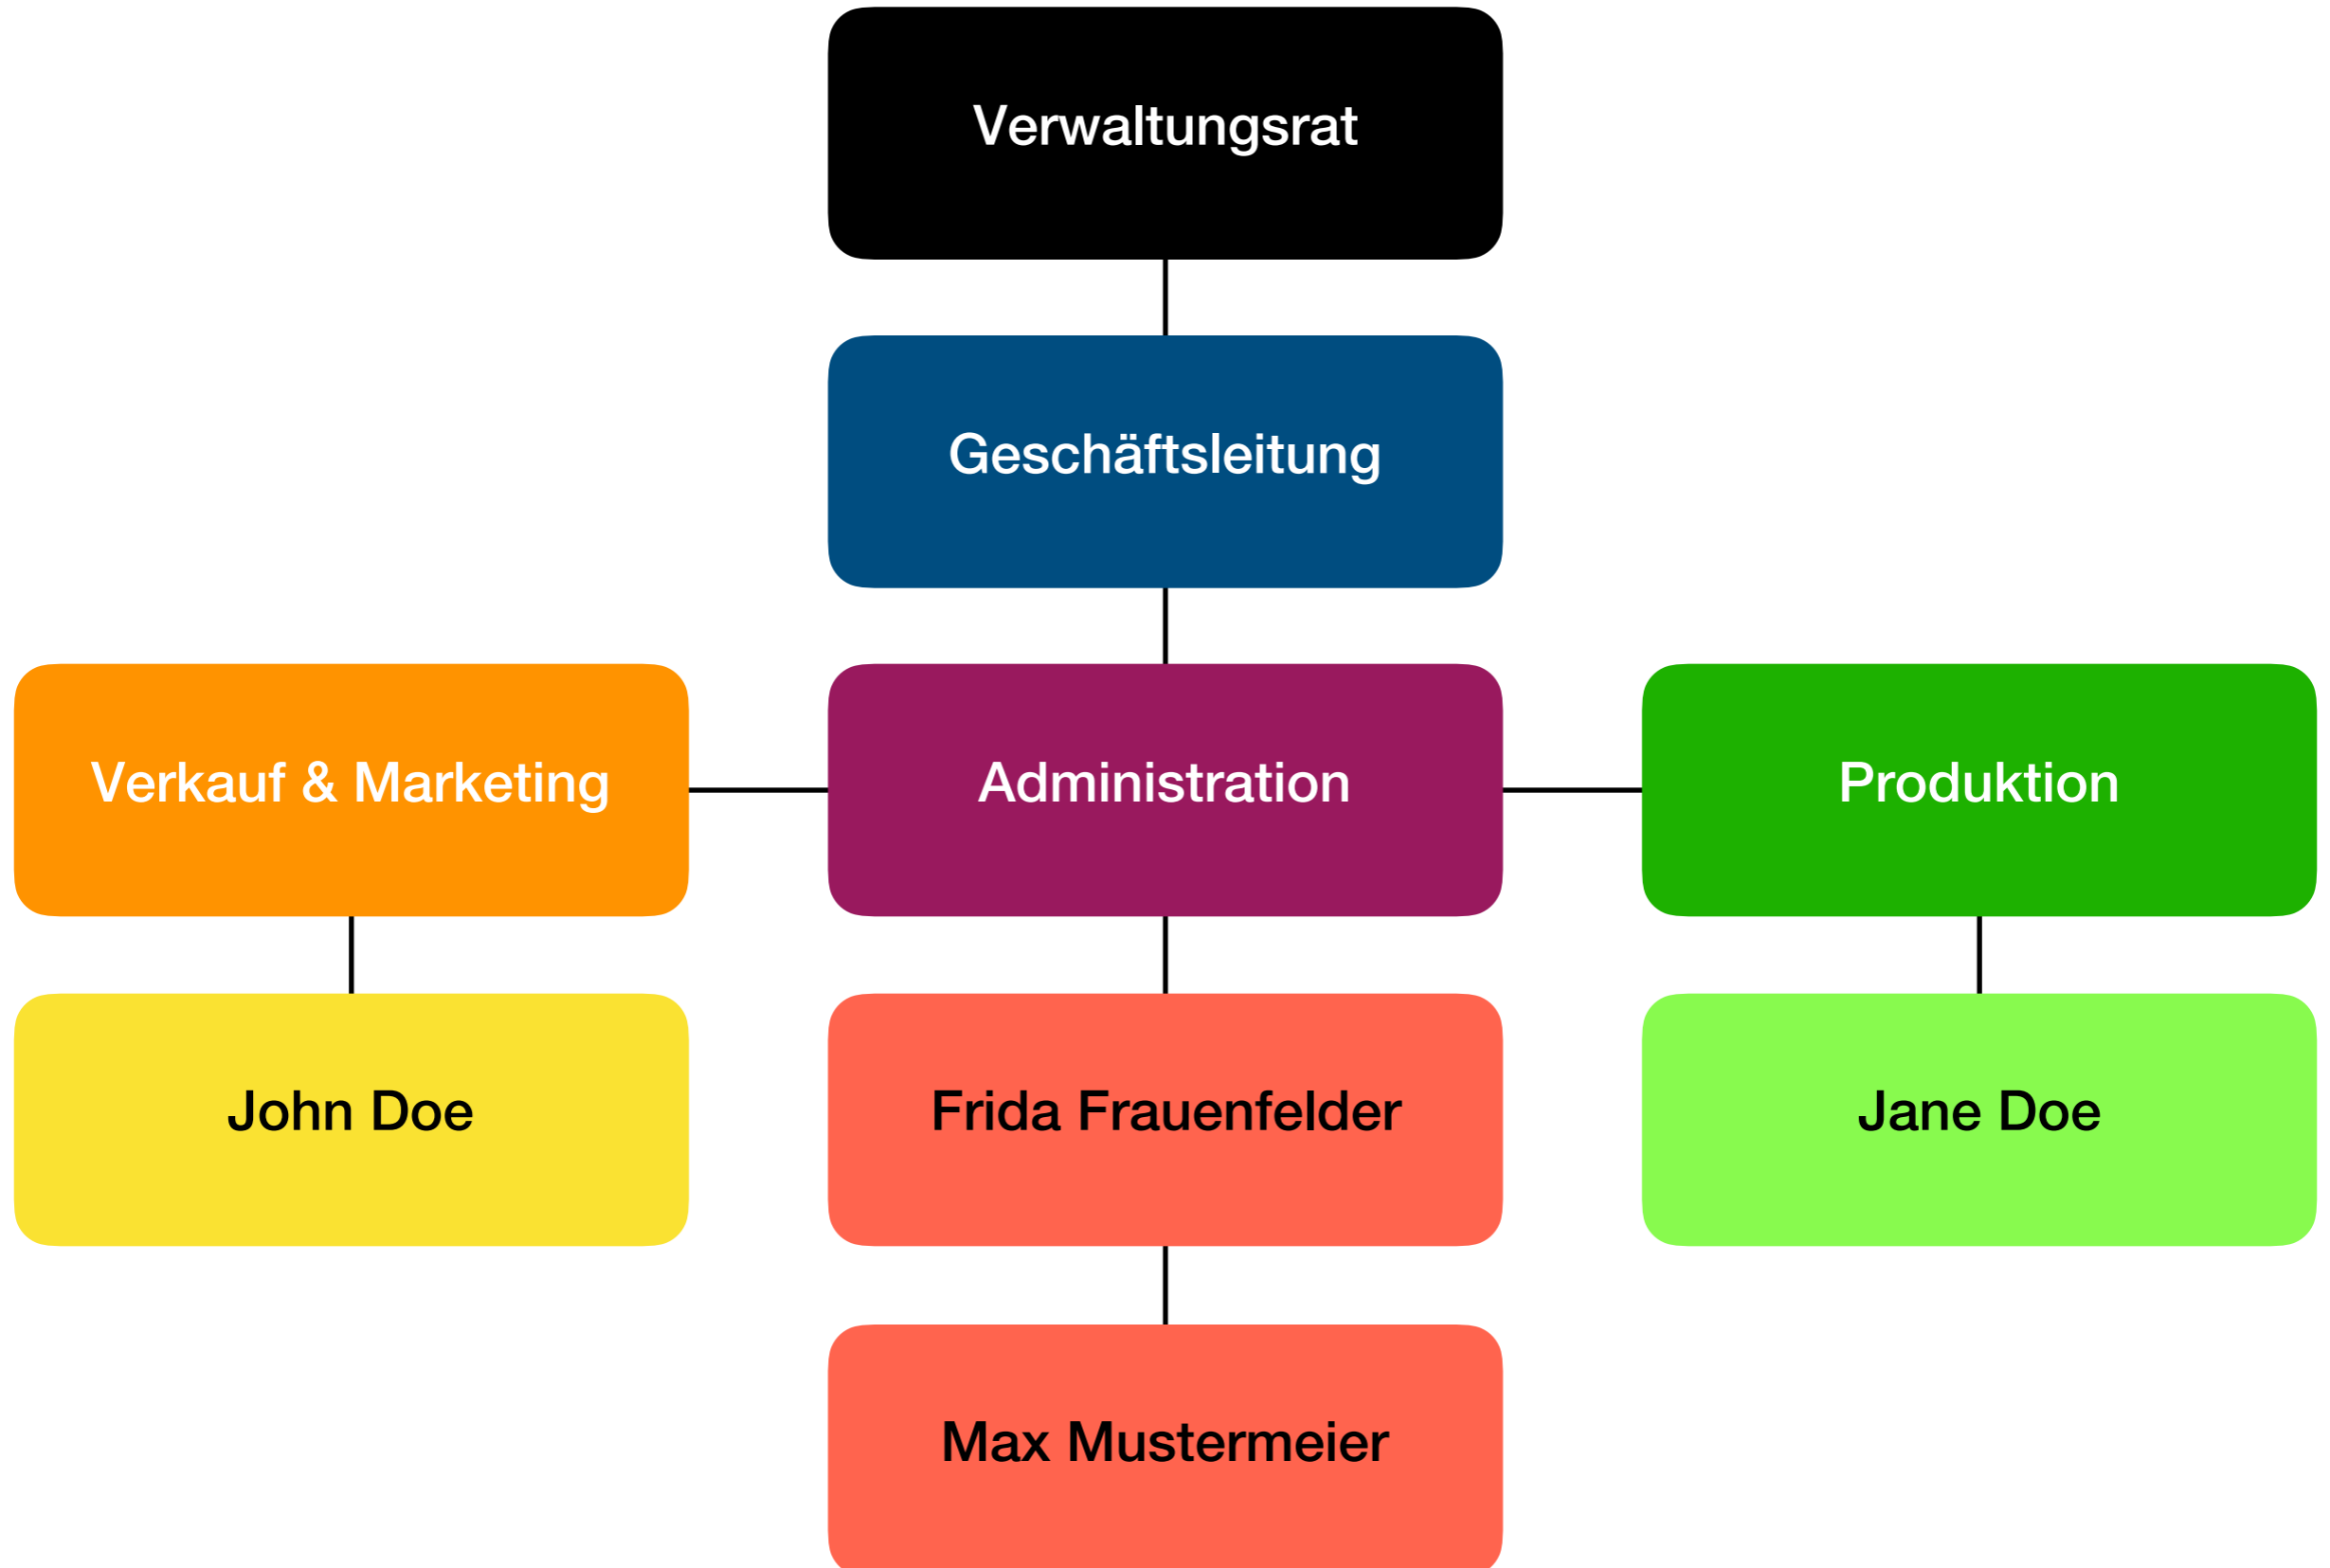 Verwaltungsrat
Geschäftsleitung
Verkauf & Marketing
Administration
Produktion
John Doe
Frida Frauenfelder
Jane Doe
Max Mustermeier